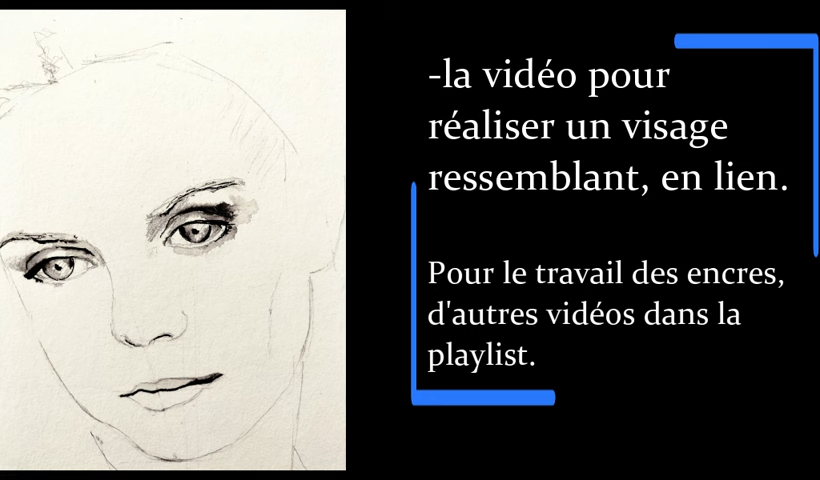 -la vidéo pour
réaliser un visage
ressemblant, en lien.
Pour le travail des encres,
d'autres vidéos dans la
playlist.